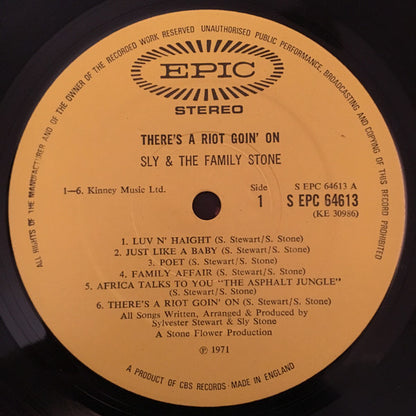 ALL RIGHTS OF THE MANUFACTURER AND OF THE OWNER OF THE RECORDED WORK RESERVED UNAUTHORISED PUBLIC PERFORMANCE, BROADCASTING AND COPYING OF THIS RECORD PROHIBITED
EPIC
STEREO
THERE'S A RIOT GOIN' ON
SLY & THE FAMILY STONE
1—6. Kinney Music Ltd.
Side
1
S EPC 64613 A
S EPC 64613
(KE 30986)
1. LUV N' HAIGHT (S. Stewart/S. Stone)
2. JUST LIKE A BABY (S. Stewart/S. Stone)
3. POET (S. Stewart/S. Stone)
4. FAMILY AFFAIR (S. Stewart/S. Stone)
5. AFRICA TALKS TO YOU "THE ASPHALT JUNGLE"
(S. Stewart/S. Stone)
6. THERE'S A RIOT GOIN' ON (S. Stewart/S. Stone)
All Songs Written, Arranged & Produced by
Sylvester Stewart & Sly Stone
A Stone Flower Production
℗ 1971
A PRODUCT OF CBS RECORDS · MADE IN ENGLAND